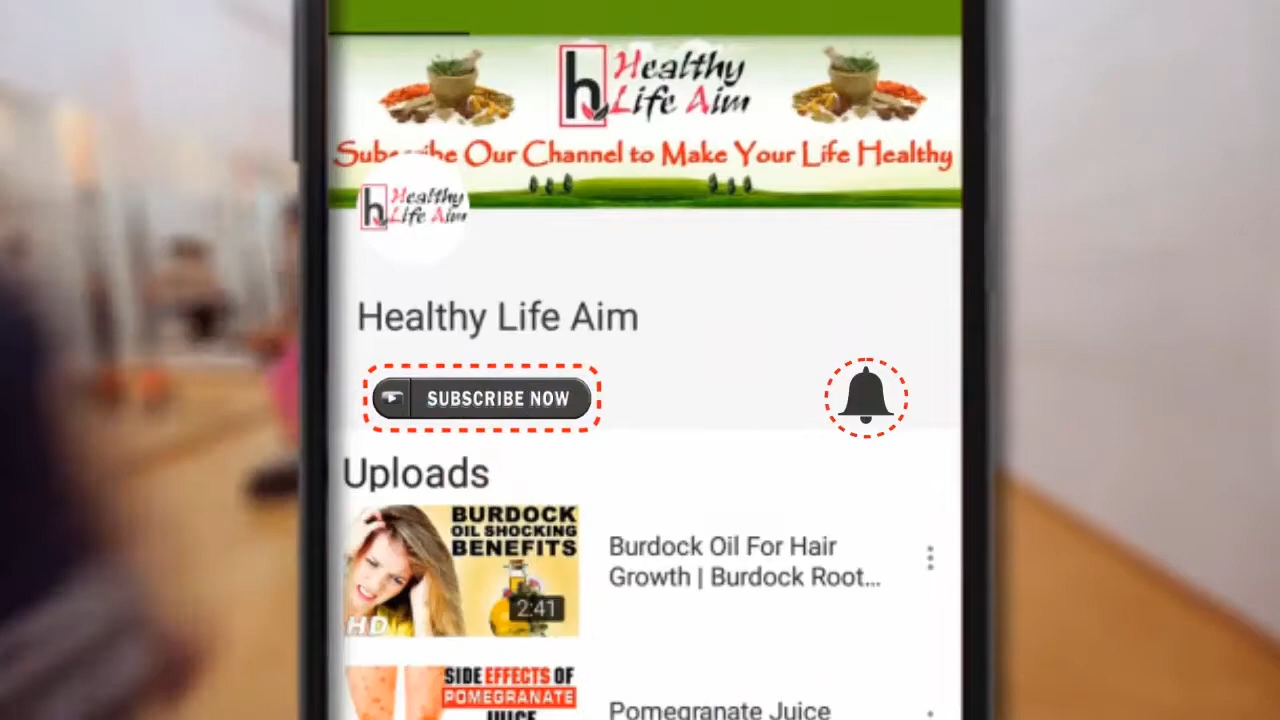 h Healthy
Life Aim
Subscribe Our Channel to Make Your Life Healthy
h Healthy
Life Aim
Healthy Life Aim
SUBSCRIBE NOW
Uploads
BURDOCK
OIL SHOCKING
BENEFITS
2:41
HD
Burdock Oil For Hair
Growth | Burdock Root...
SIDE EFFECTS OF
POMEGRANATE
JUICE
Pomegranate Juice